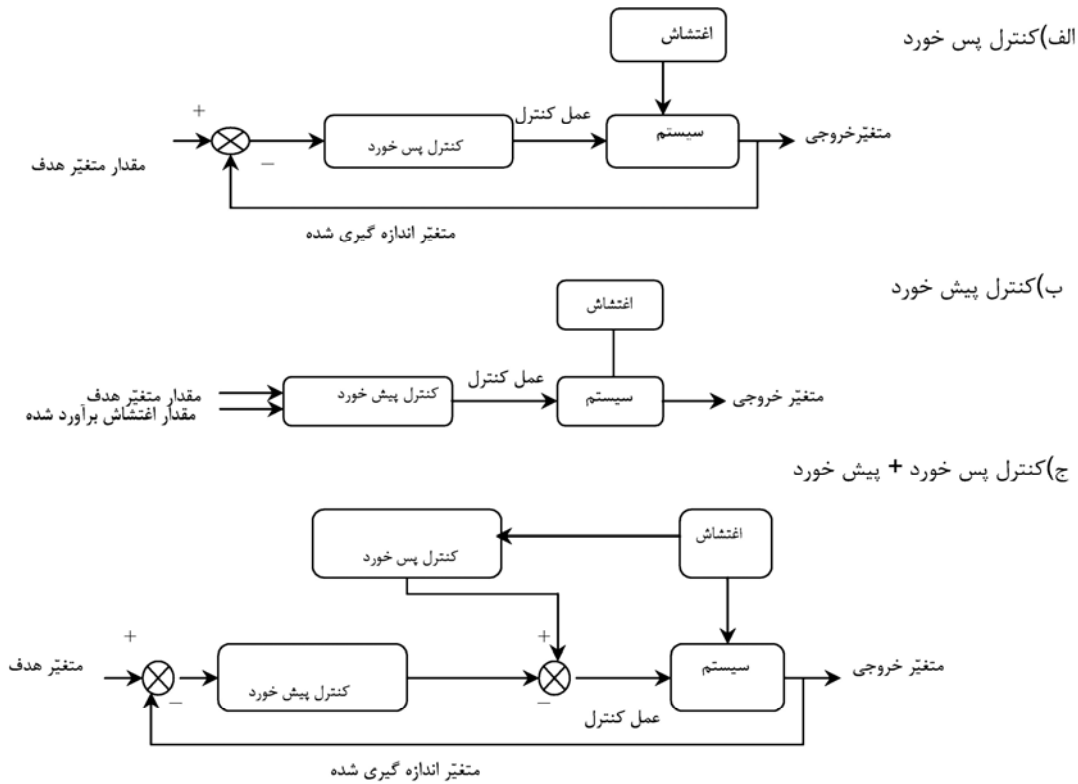 الف)کنترل پس خورد
اغتشاش
+
عمل کنترل
سیستم
کنترل پس خورد
متغیّرخروجی
مقدار متغیّر هدف
−
متغیّر اندازه گیری شده
ب)کنترل پیش خورد
اغتشاش
عمل کنترل
مقدار متغیّر هدف
کنترل پیش خورد
سیستم
متغیّر خروجی
مقدار اغتشاش برآورد شده
ج)کنترل پس خورد + پیش خورد
اغتشاش
کنترل پس خورد
+
+
متغیّر هدف
سیستم
متغیّر خروجی
کنترل پیش خورد
−
−
عمل کنترل
متغیّر اندازه گیری شده